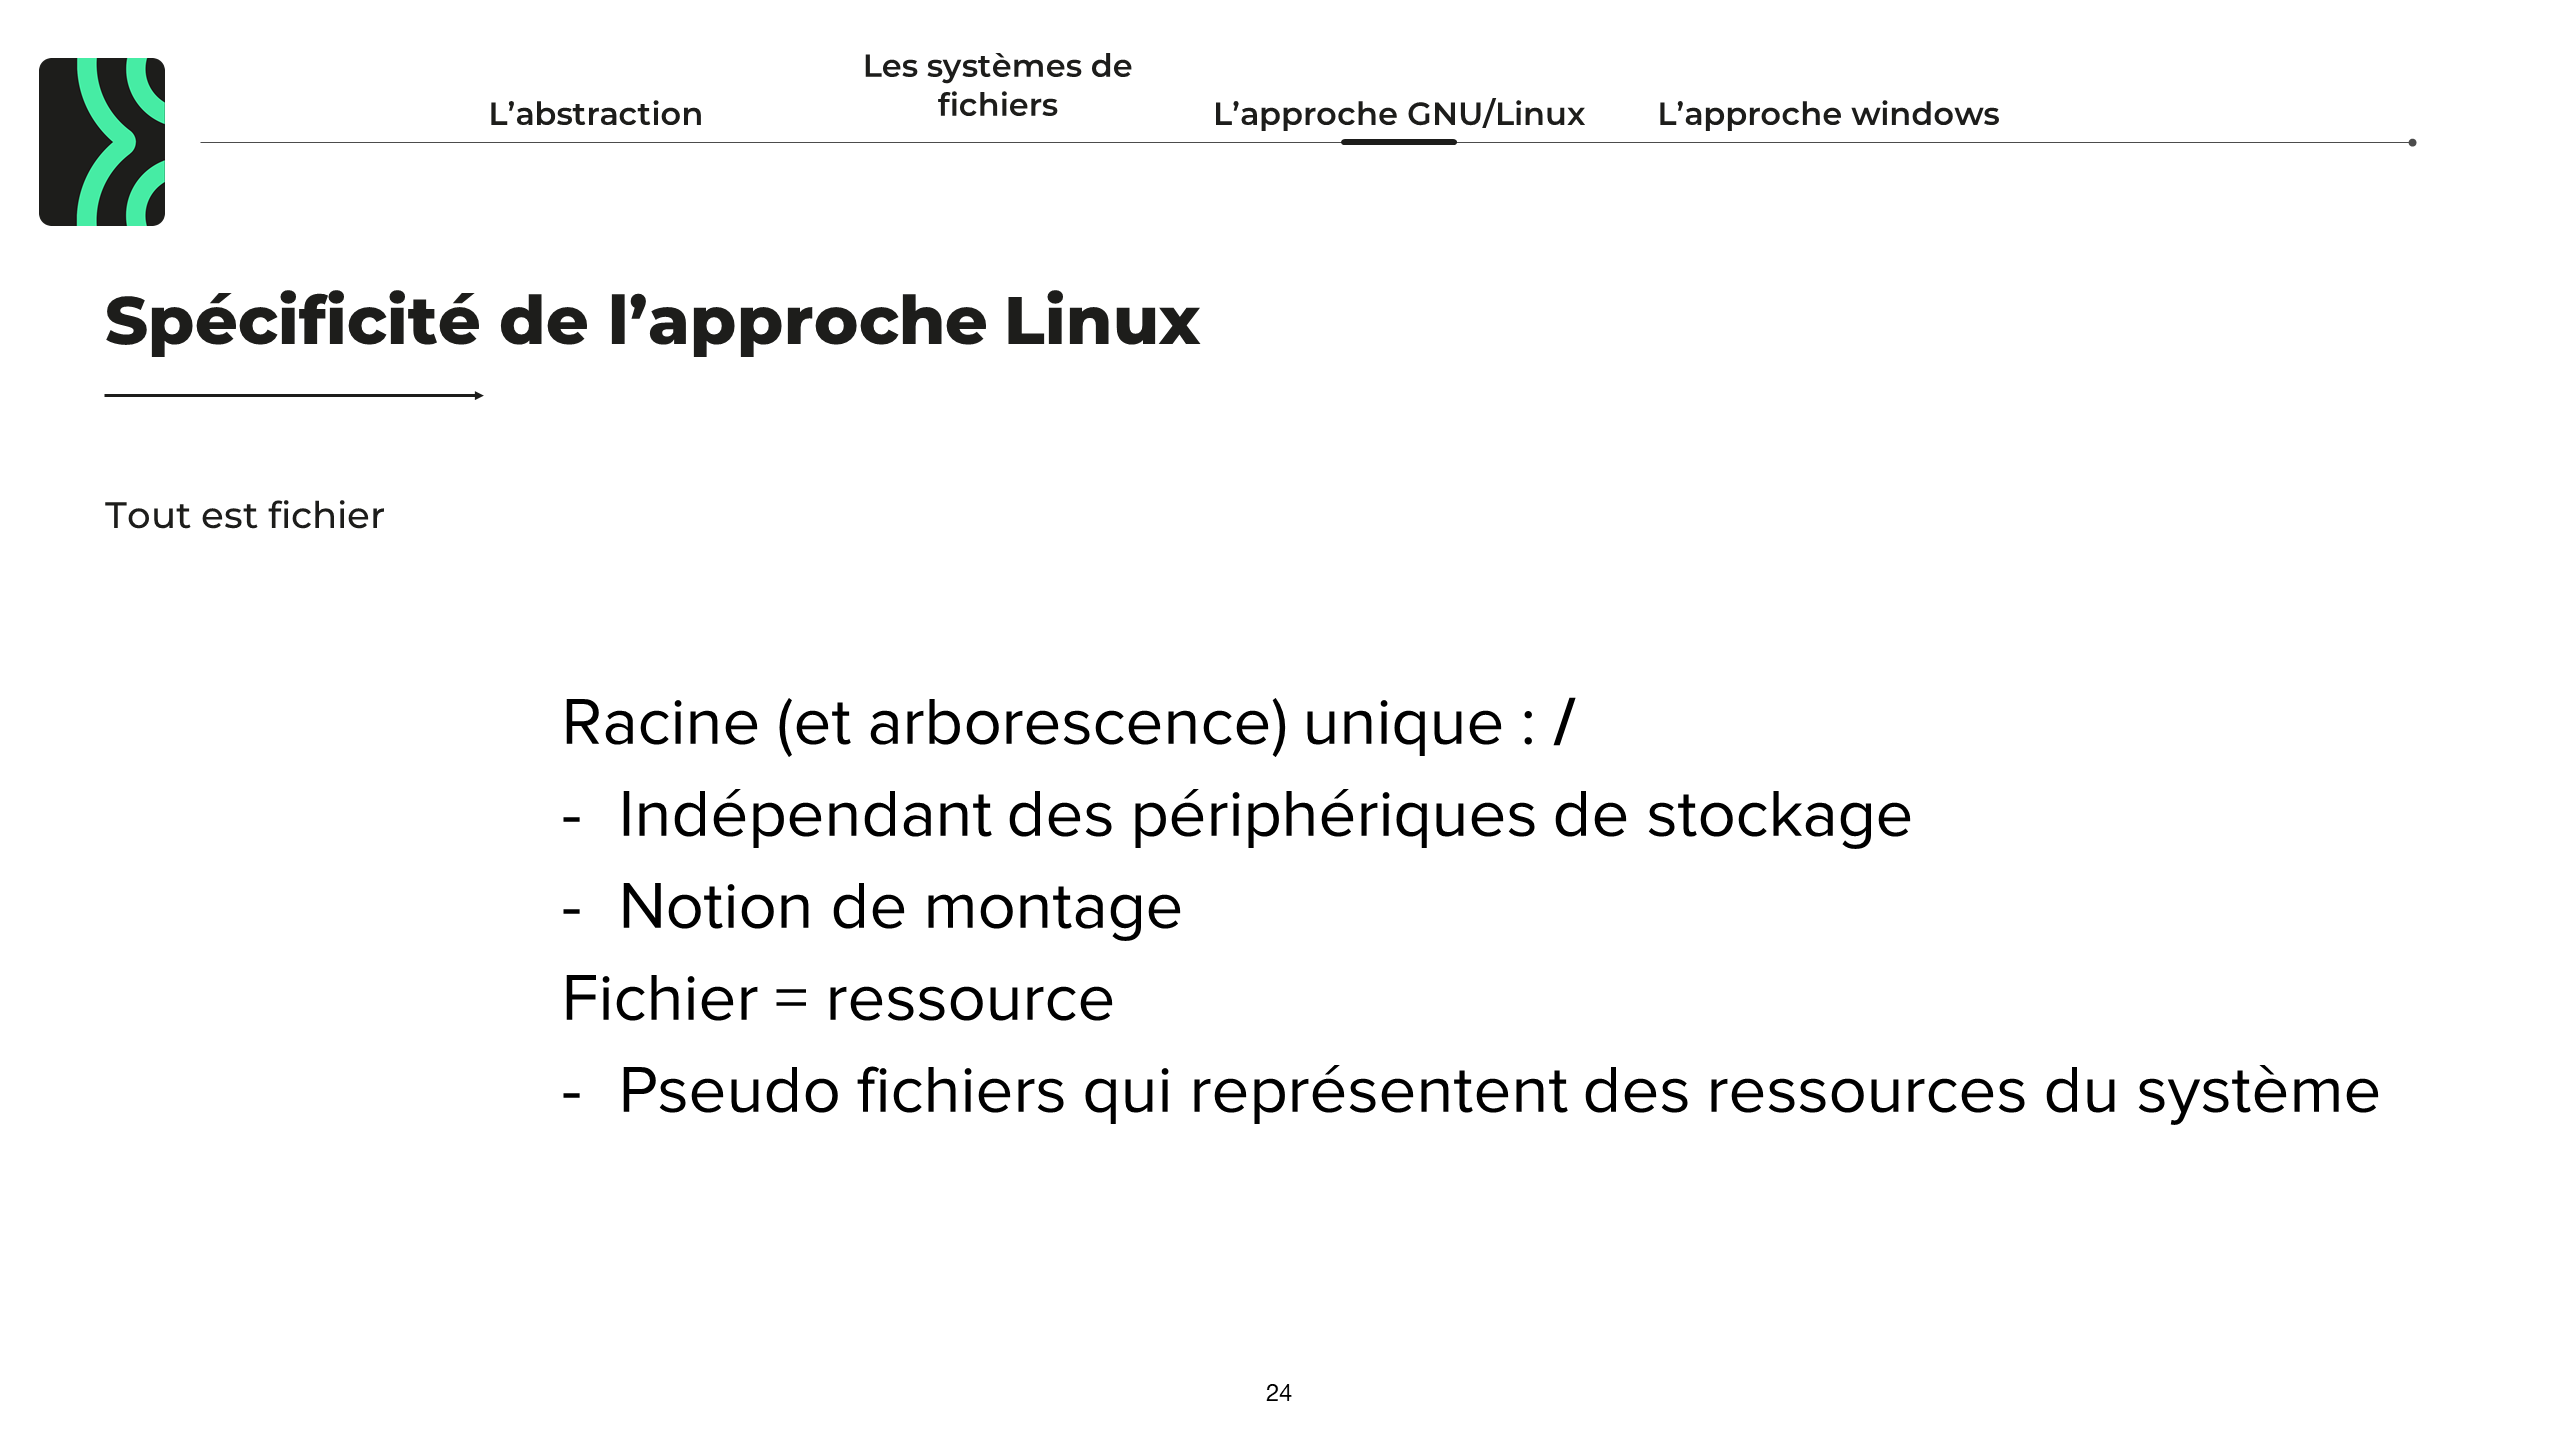 L’abstraction
Les systèmes de
fichiers
L’approche GNU/Linux
L’approche windows
Spécificité de l’approche Linux
Tout est fichier
Racine (et arborescence) unique : /
- Indépendant des périphériques de stockage
- Notion de montage
Fichier = ressource
- Pseudo fichiers qui représentent des ressources du système
24